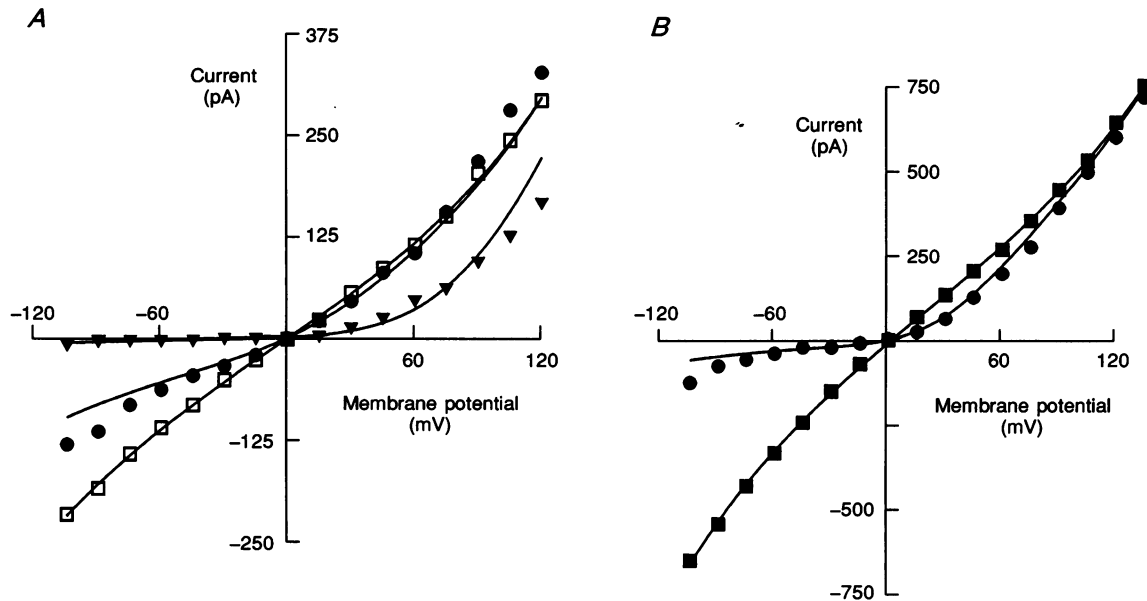 A
375
Current
(pA)
250
125
-120
-60
60
120
Membrane potential
(mV)
-125
-250
B
750
Current
(pA)
500
250
-120
-60
60
120
Membrane potential
(mV)
-500
-750